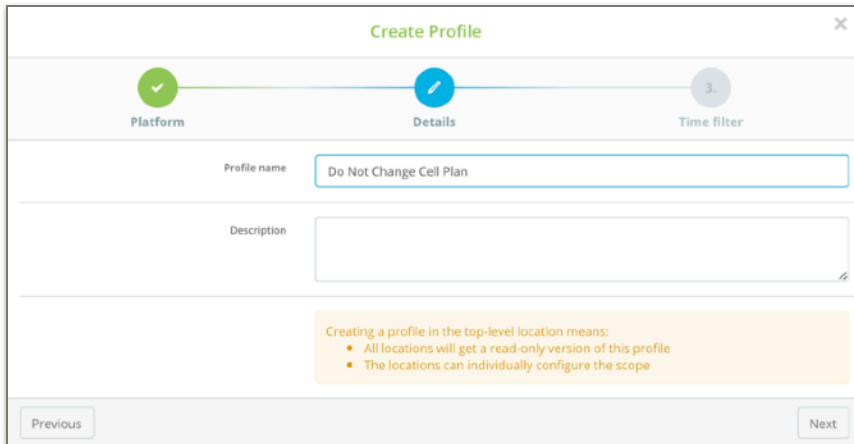 Create Profile
×
3.
Platform
Details
Time filter
Profile name
Do Not Change Cell Plan
Description
Creating a profile in the top-level location means:
• All locations will get a read-only version of this profile
• The locations can individually configure the scope
Previous
Next